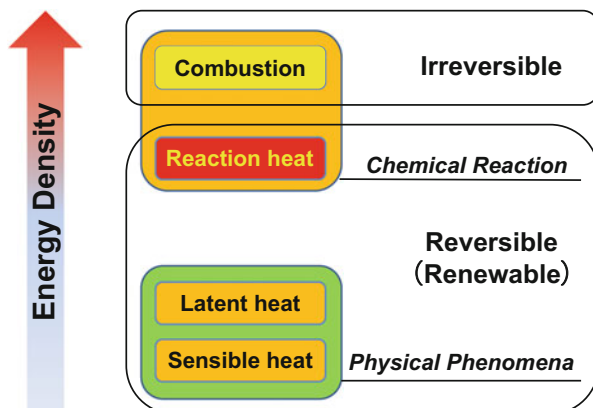 Energy Density
Combustion
Irreversible
Reaction heat
Chemical Reaction
Reversible
（Renewable）
Latent heat
Sensible heat
Physical Phenomena